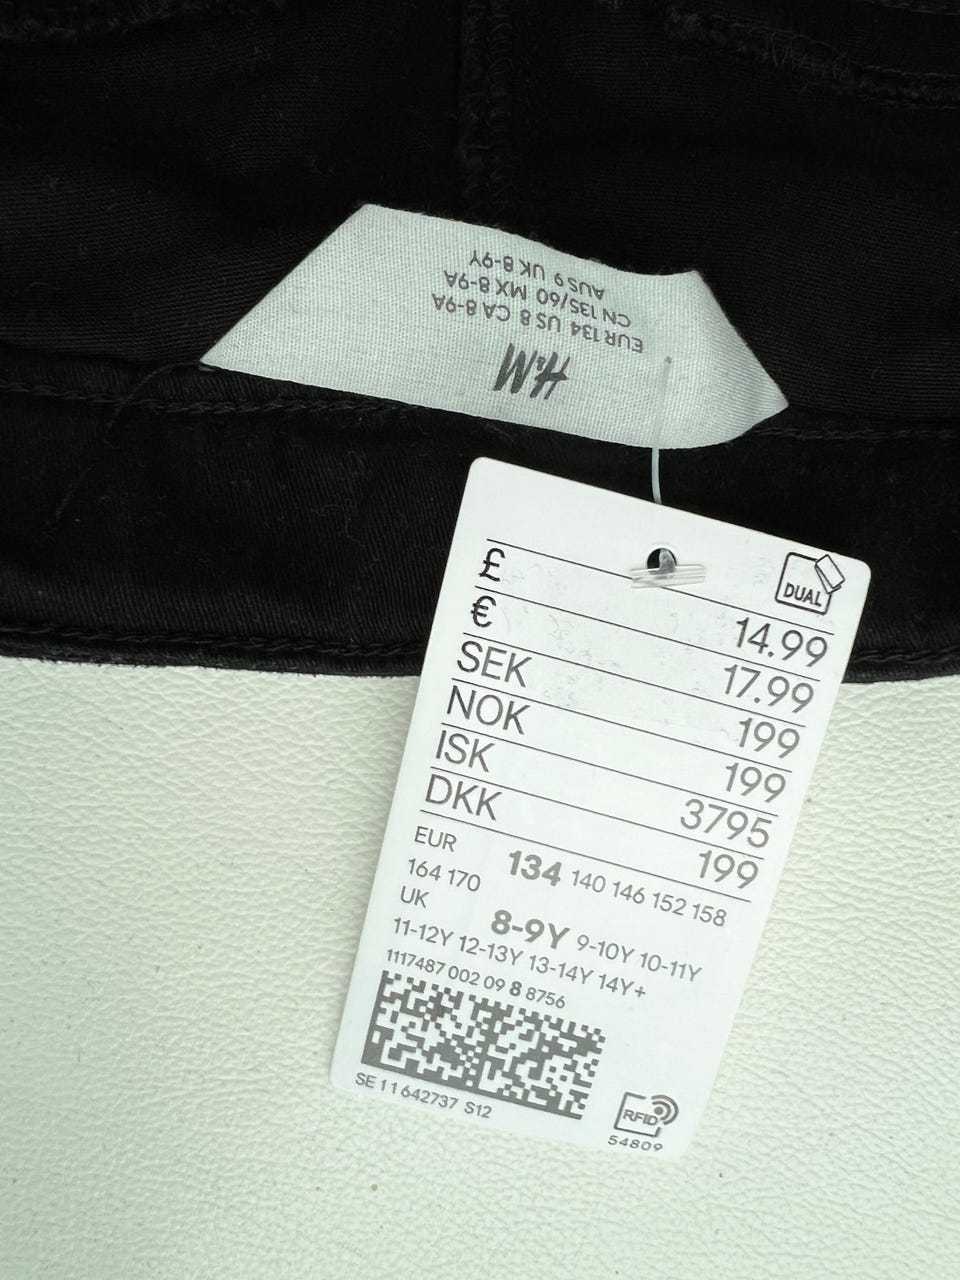 H&M
EUR 134 US 8 CA 8-9A
CN 135/60 MX 8-9A
AUS 9 UK 8-9Y
DUAL
£ 14.99
€ 17.99
SEK 199
NOK 199
ISK 3795
DKK 199
EUR
134 140 146 152 158
164 170
UK
8-9Y 9-10Y 10-11Y
11-12Y 12-13Y 13-14Y 14Y+
1117487 002 09 8 8756
SE 1 1 642737 S12
RFID
54809